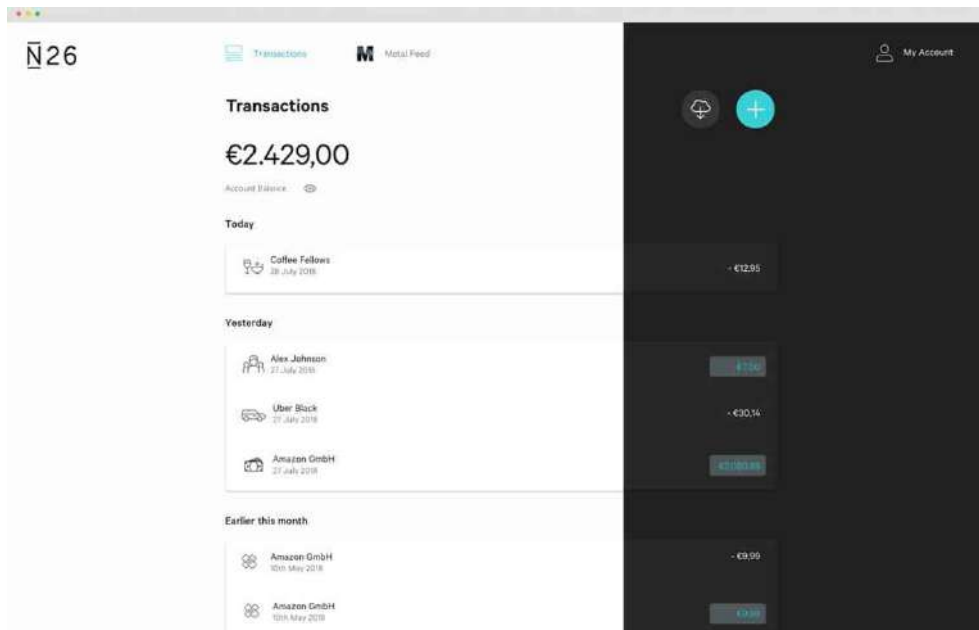 N26
Transactions
Metal Feed
My Account
Transactions
€2.429,00
Account Balance
Today
Coffee Fellows
28 July 2018
- €12,95
Yesterday
Alex Johnson
27 July 2018
Uber Black
27 July 2018
- €30,14
Amazon GmbH
27 July 2018
Earlier this month
Amazon GmbH
10th May 2018
- €9,99
Amazon GmbH
10th May 2018